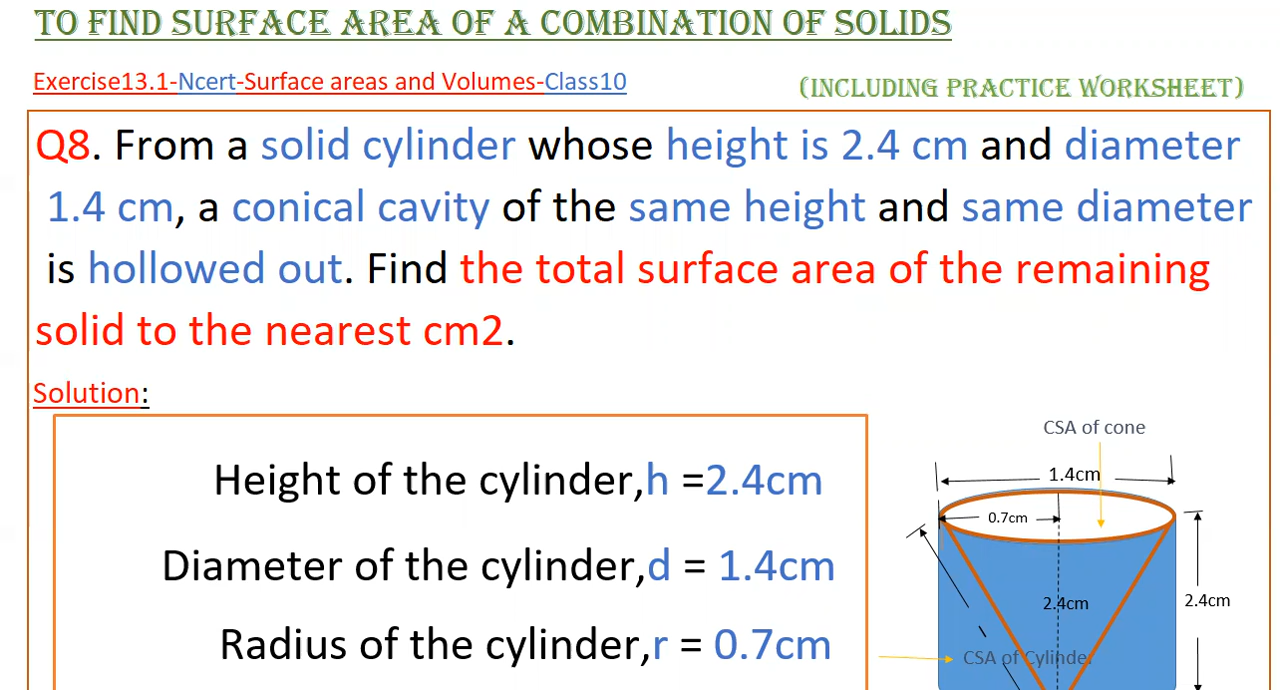 TO FIND SURFACE AREA OF A COMBINATION OF SOLIDS
Exercise13.1-Ncert-Surface areas and Volumes-Class10
(INCLUDING PRACTICE WORKSHEET)
Q8. From a solid cylinder whose height is 2.4 cm and diameter
1.4 cm, a conical cavity of the same height and same diameter
is hollowed out. Find the total surface area of the remaining
solid to the nearest cm2.
Solution:
Height of the cylinder,h =2.4cm
Diameter of the cylinder,d = 1.4cm
Radius of the cylinder,r = 0.7cm
CSA of cone
1.4cm
0.7cm
2.4cm
2.4cm
CSA of Cylinder